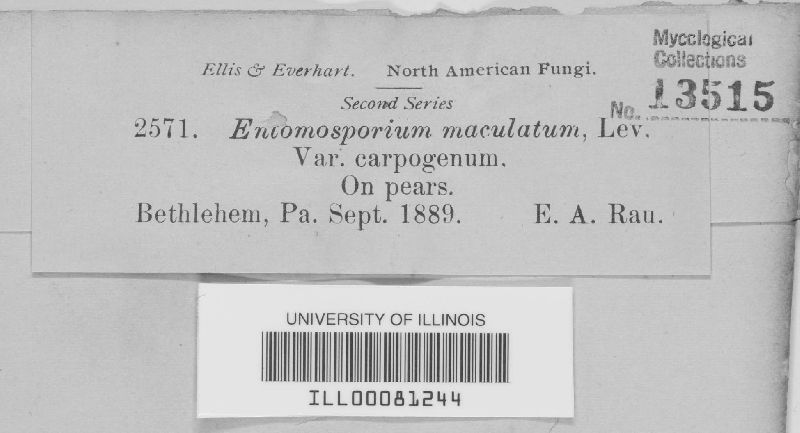 Ellis & Everhart. North American Fungi.
Second Series
2571. Entomosporium maculatum, Lev.
Var. carpogenum.
On pears.
Bethlehem, Pa. Sept. 1889. E. A. Rau.
Mycological
Collections
No. 13515
UNIVERSITY OF ILLINOIS
ILL00081244